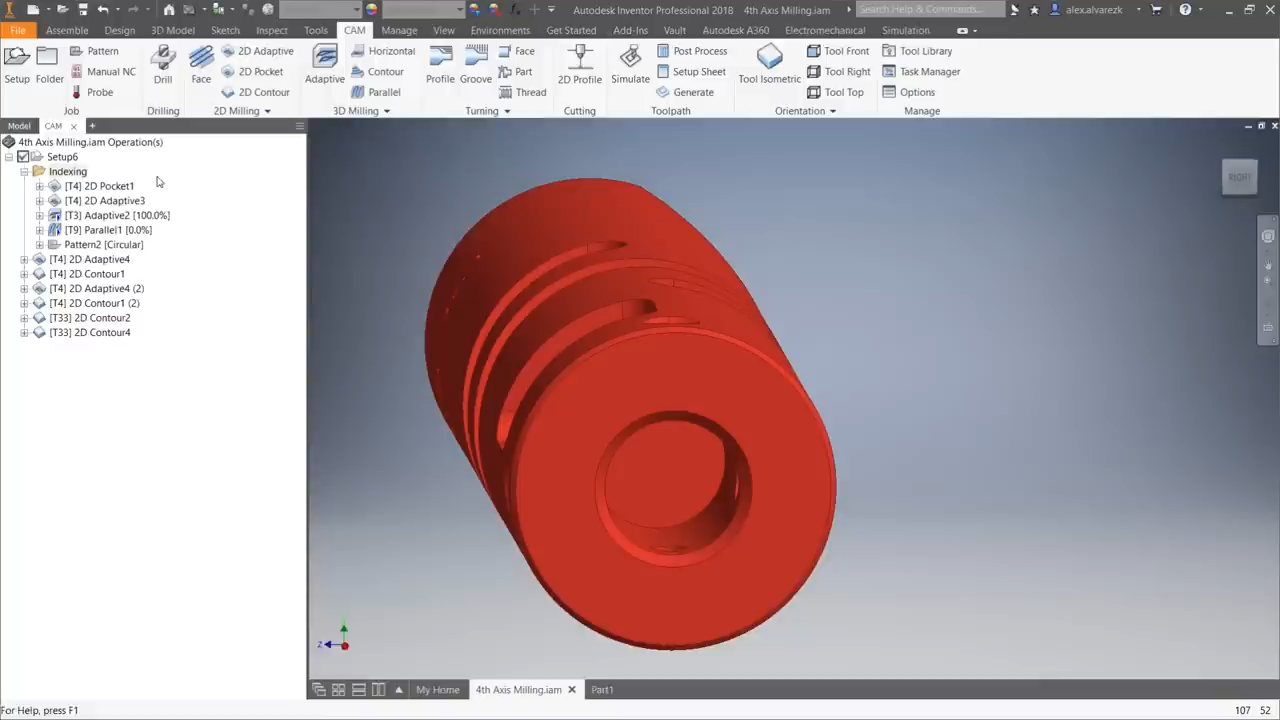 Autodesk Inventor Professional 2018 4th Axis Milling.iam
Search Help & Commands...
alex.alvarezk
File Assembly Design 3D Model Sketch Inspect Tools CAM Manage View Environments Get Started Add-Ins Vault Autodesk A360 Electromechanical Simulation
Pattern 2D Adaptive Horizontal Face Post Process Tool Front Tool Library
Setup Folder Manual NC Drill Face 2D Pocket Adaptive Contour Profile Groove Part 2D Profile Simulate Setup Sheet Tool Isometric Tool Right Task Manager
Probe 2D Contour Parallel Thread Generate Tool Top Options
Job Drilling 2D Milling 3D Milling Turning Cutting Toolpath Orientation Manage
Model CAM
4th Axis Milling.iam Operation(s)
Setup6
Indexing
[T4] 2D Pocket1
[T4] 2D Adaptive3
[T3] Adaptive2 [100.0%]
[T9] Parallel1 [0.0%]
Pattern2 [Circular]
[T4] 2D Adaptive4
[T4] 2D Contour1
[T4] 2D Adaptive4 (2)
[T4] 2D Contour1 (2)
[T33] 2D Contour2
[T33] 2D Contour4
RIGHT
Z
My Home 4th Axis Milling.iam Part1
For Help, press F1
107 52